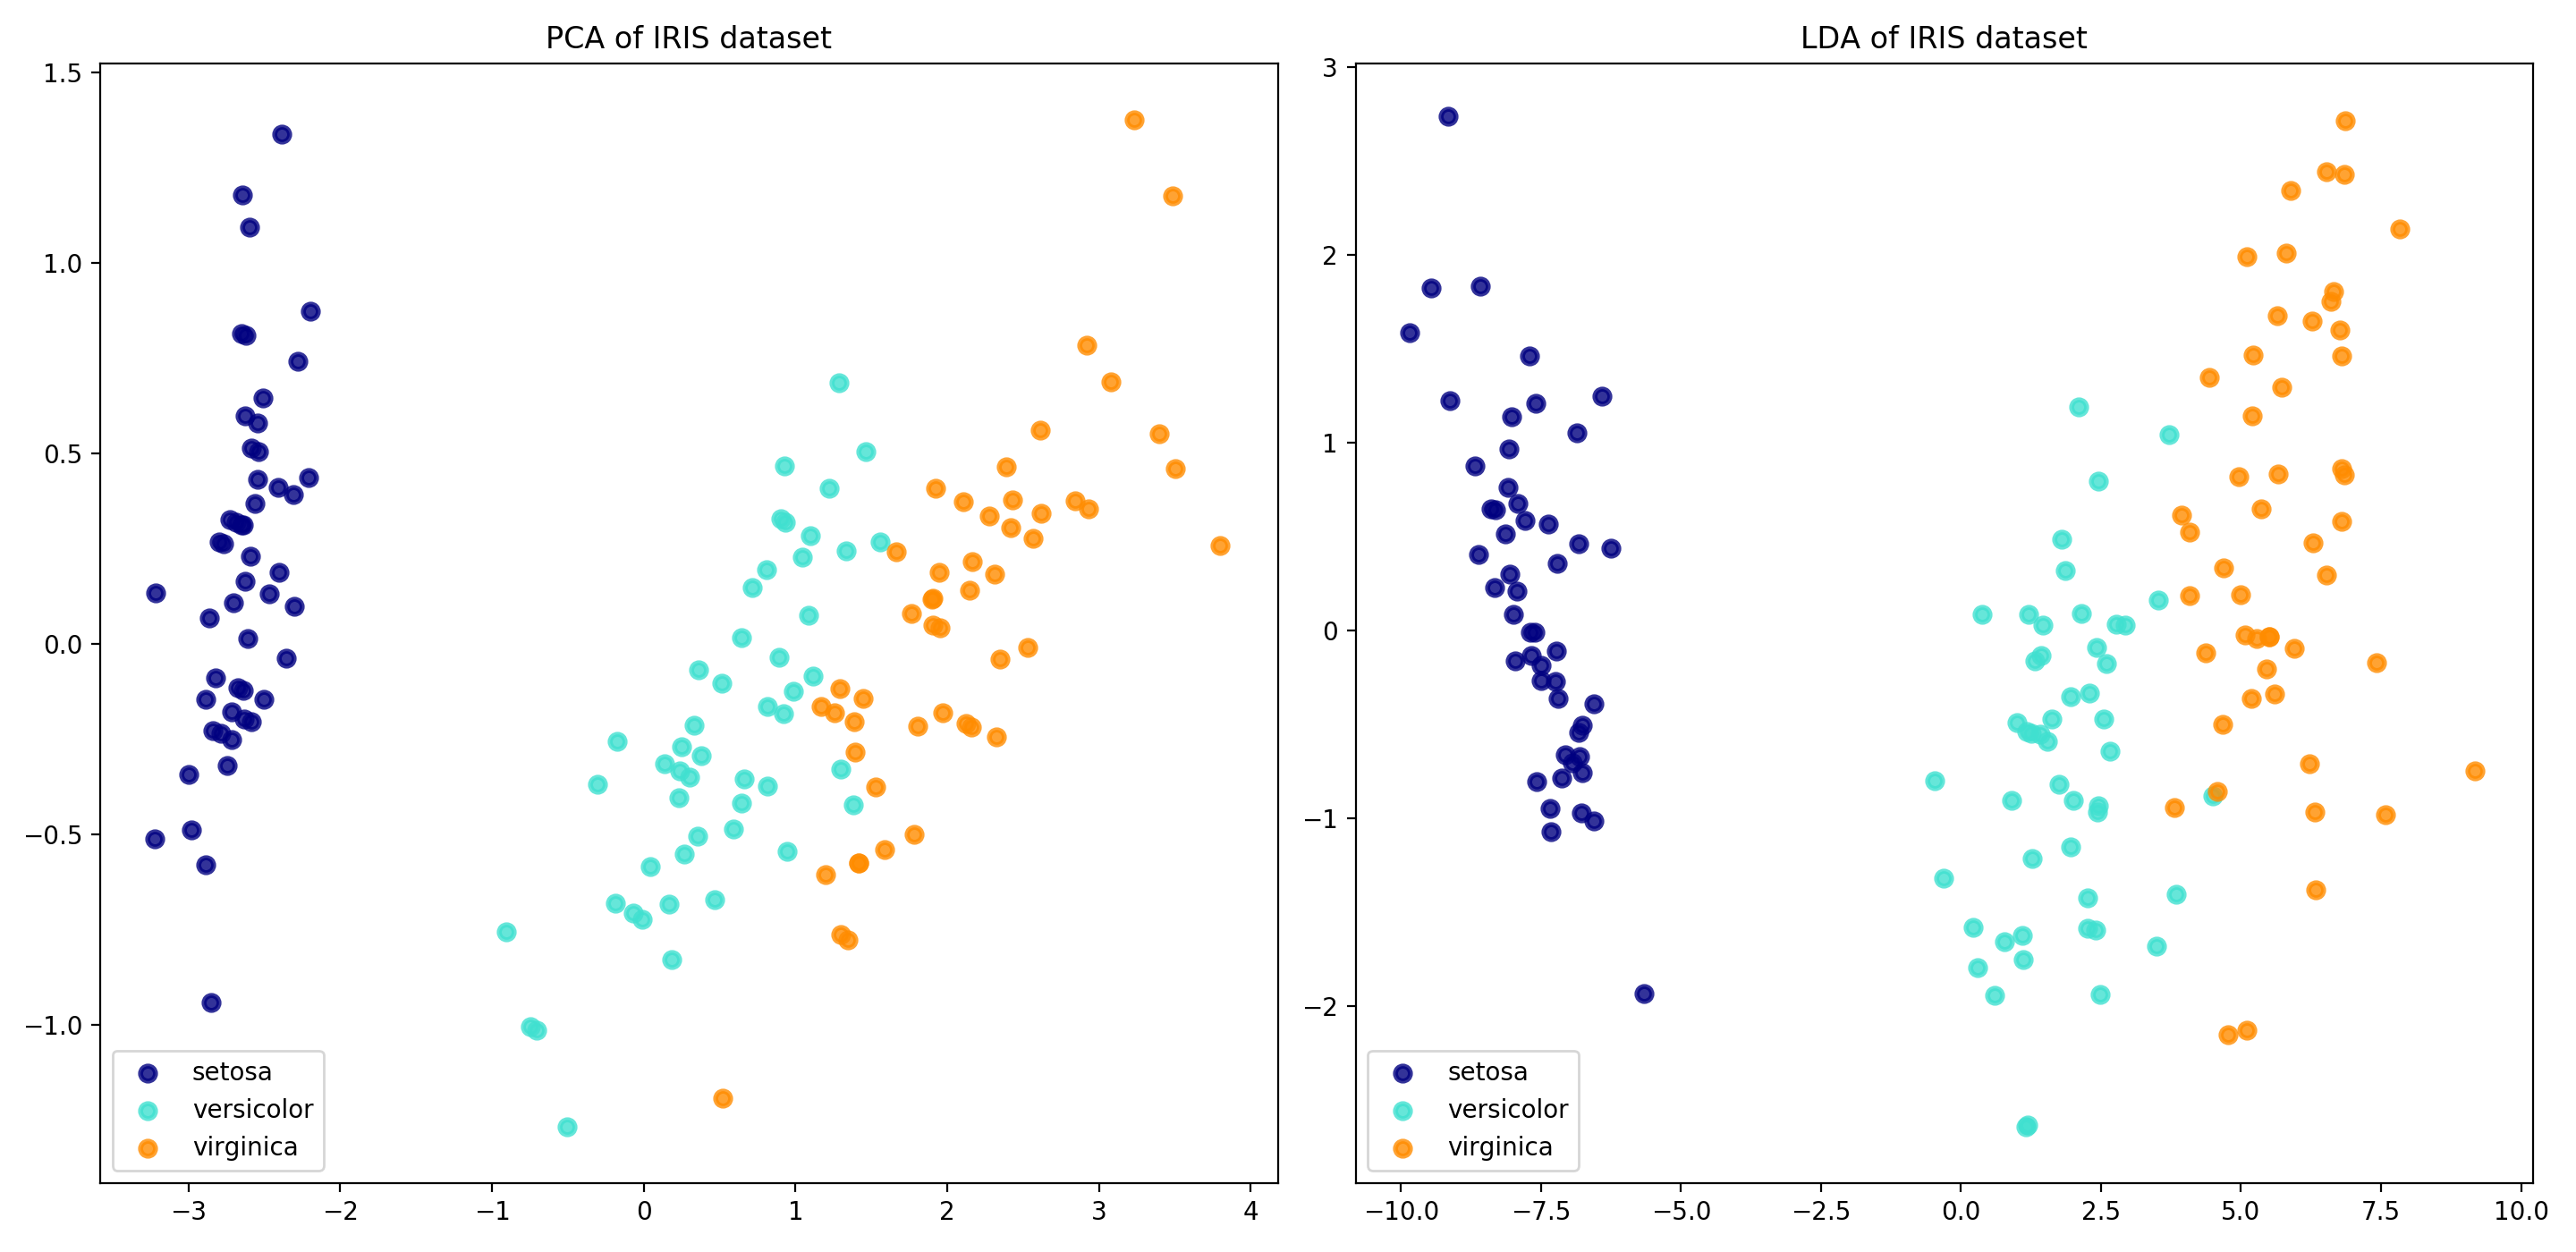 PCA of IRIS dataset
1.5
1.0
0.5
0.0
−0.5
−1.0
setosa
versicolor
virginica
−3 −2 −1 0 1 2 3 4
LDA of IRIS dataset
3
2
1
0
−1
−2
setosa
versicolor
virginica
−10.0 −7.5 −5.0 −2.5 0.0 2.5 5.0 7.5 10.0